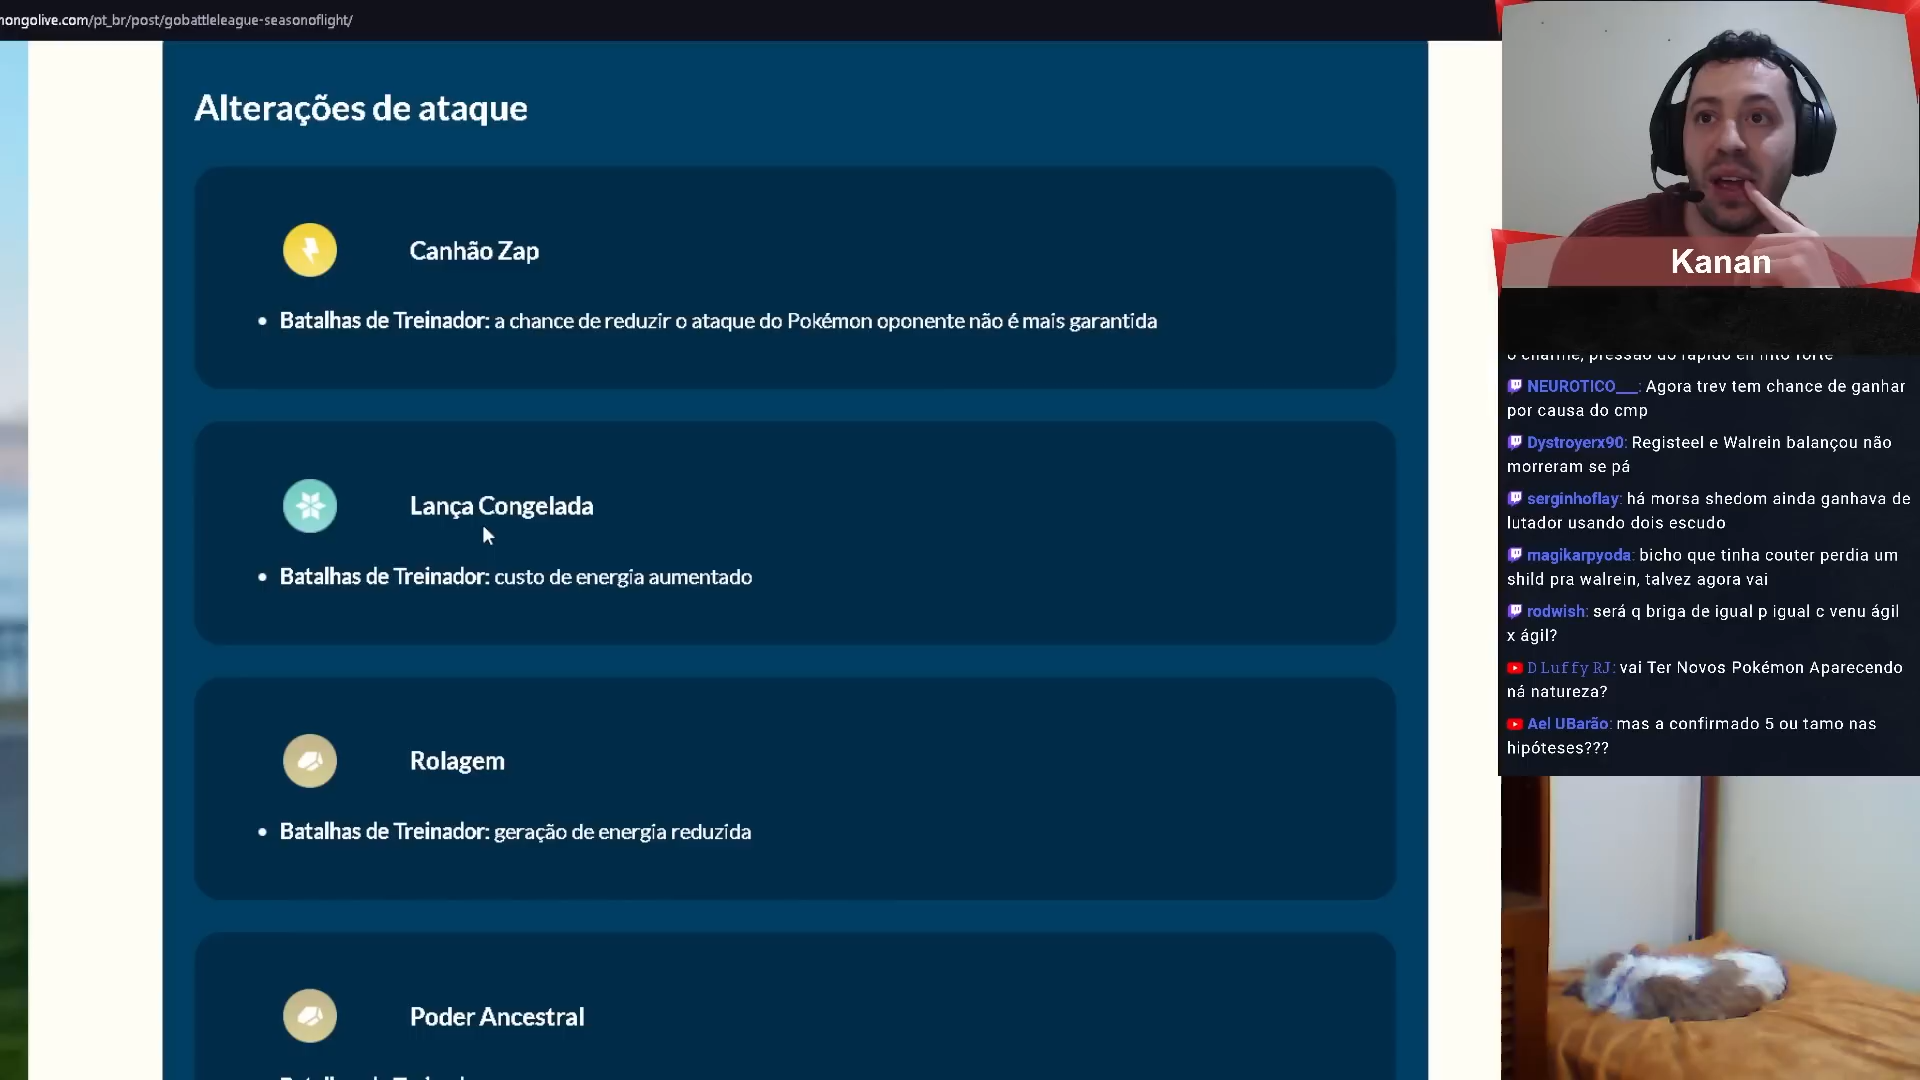 nongolive.com/pt_br/post/gobattleleague-seasonoflight/
Alterações de ataque
Canhão Zap
• Batalhas de Treinador: a chance de reduzir o ataque do Pokémon oponente não é mais garantida
Lança Congelada
• Batalhas de Treinador: custo de energia aumentado
Rolagem
• Batalhas de Treinador: geração de energia reduzida
Poder Ancestral
Kanan
NEUROTICO___: Agora trev tem chance de ganhar
por causa do cmp
Dystroyerx90: Registeel e Walrein balançou não
morreram se pá
serginhoflay: há morsa shedom ainda ganhava de
lutador usando dois escudo
magikarpyoda: bicho que tinha couter perdia um
shild pra walrein, talvez agora vai
rodwish: será q briga de igual p igual c venu ágil
x ágil?
D Luffy RJ: vai Ter Novos Pokémon Aparecendo
ná natureza?
Ael UBarão: mas a confirmado 5 ou tamo nas
hipóteses???